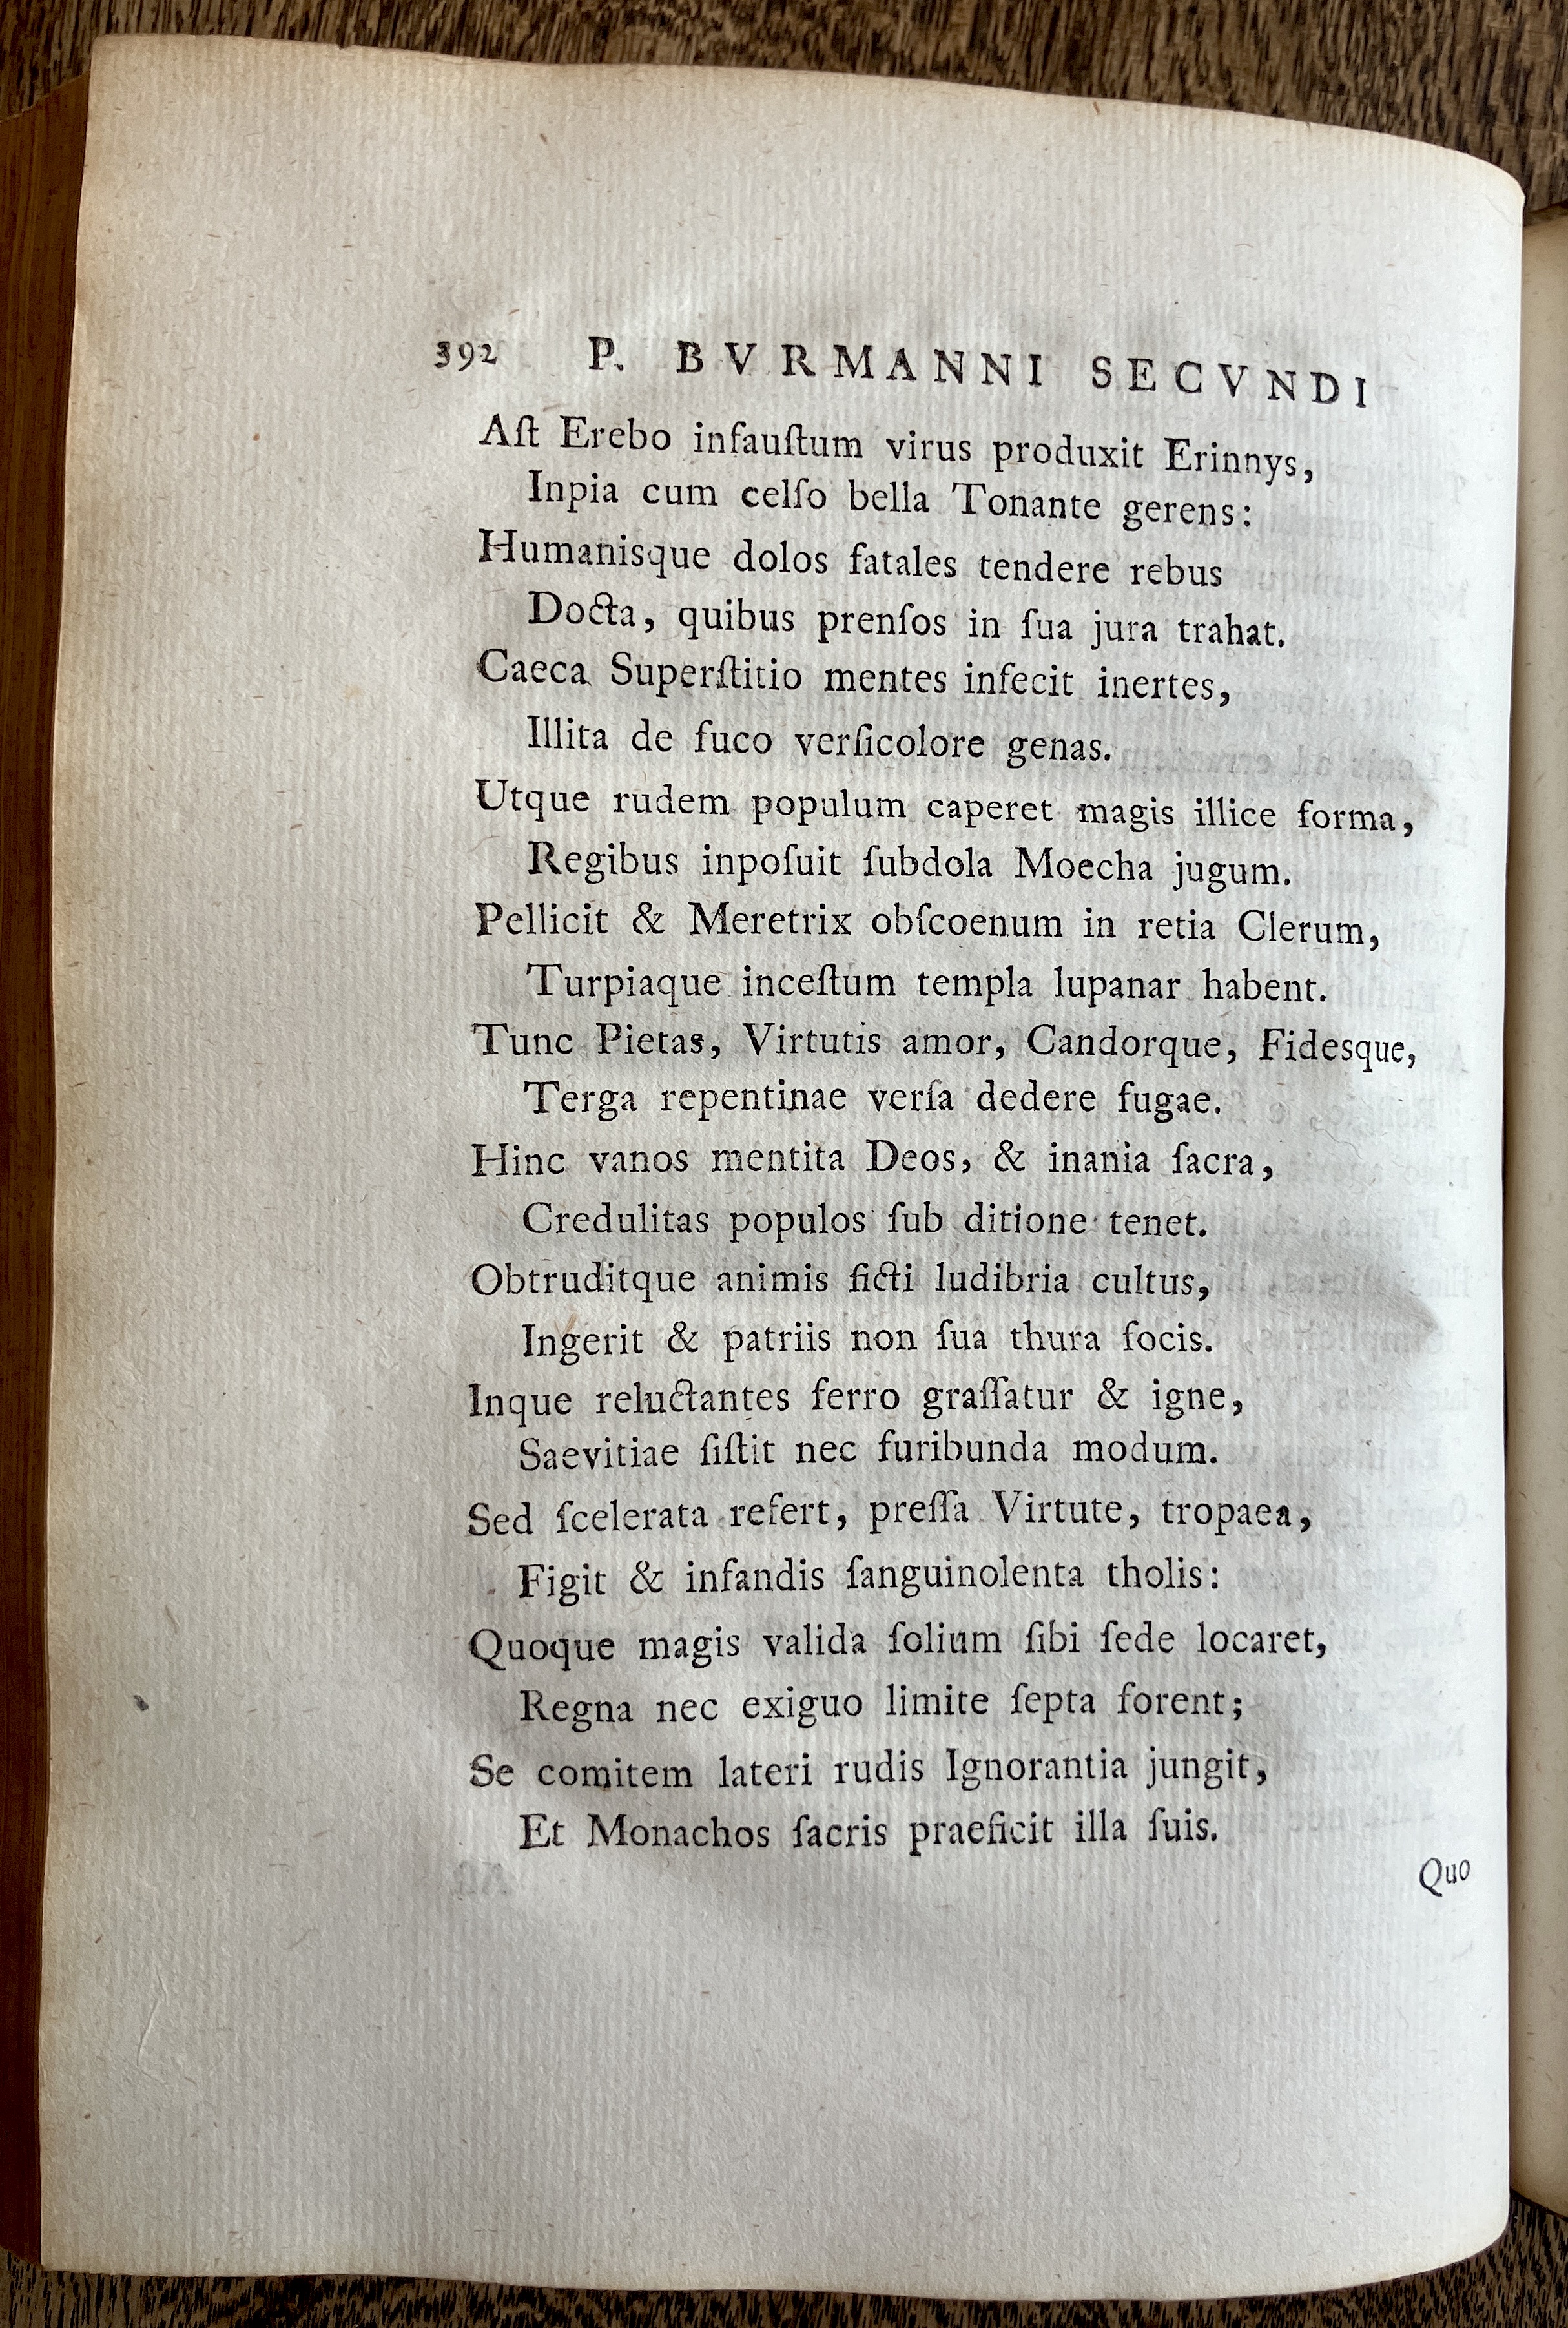 392 P. BVRMANNI SECVNDI
Aſt Erebo infauſtum virus produxit Erinnys,
Inpia cum celſo bella Tonante gerens:
Humanisque dolos fatales tendere rebus
Docta, quibus prenſos in ſua jura trahat.
Caeca Superſtitio mentes infecit inertes,
Illita de fuco verſicolore genas.
Utque rudem populum caperet magis illice forma,
Regibus inpoſuit ſubdola Moecha jugum.
Pellicit & Meretrix obſcoenum in retia Clerum,
Turpiaque inceſtum templa lupanar habent.
Tunc Pietas, Virtutis amor, Candorque, Fidesque,
Terga repentinae verſa dedere fugae.
Hinc vanos mentita Deos, & inania ſacra,
Credulitas populos ſub ditione tenet.
Obtruditque animis ficti ludibria cultus,
Ingerit & patriis non ſua thura focis.
Inque reluctantes ferro graſſatur & igne,
Saevitiae ſiſtit nec furibunda modum.
Sed ſcelerata refert, preſſa Virtute, tropaea,
Figit & infandis ſanguinolenta tholis:
Quoque magis valida ſolium ſibi ſede locaret,
Regna nec exiguo limite ſepta forent;
Se comitem lateri rudis Ignorantia jungit,
Et Monachos ſacris praeficit illa ſuis.
Quo